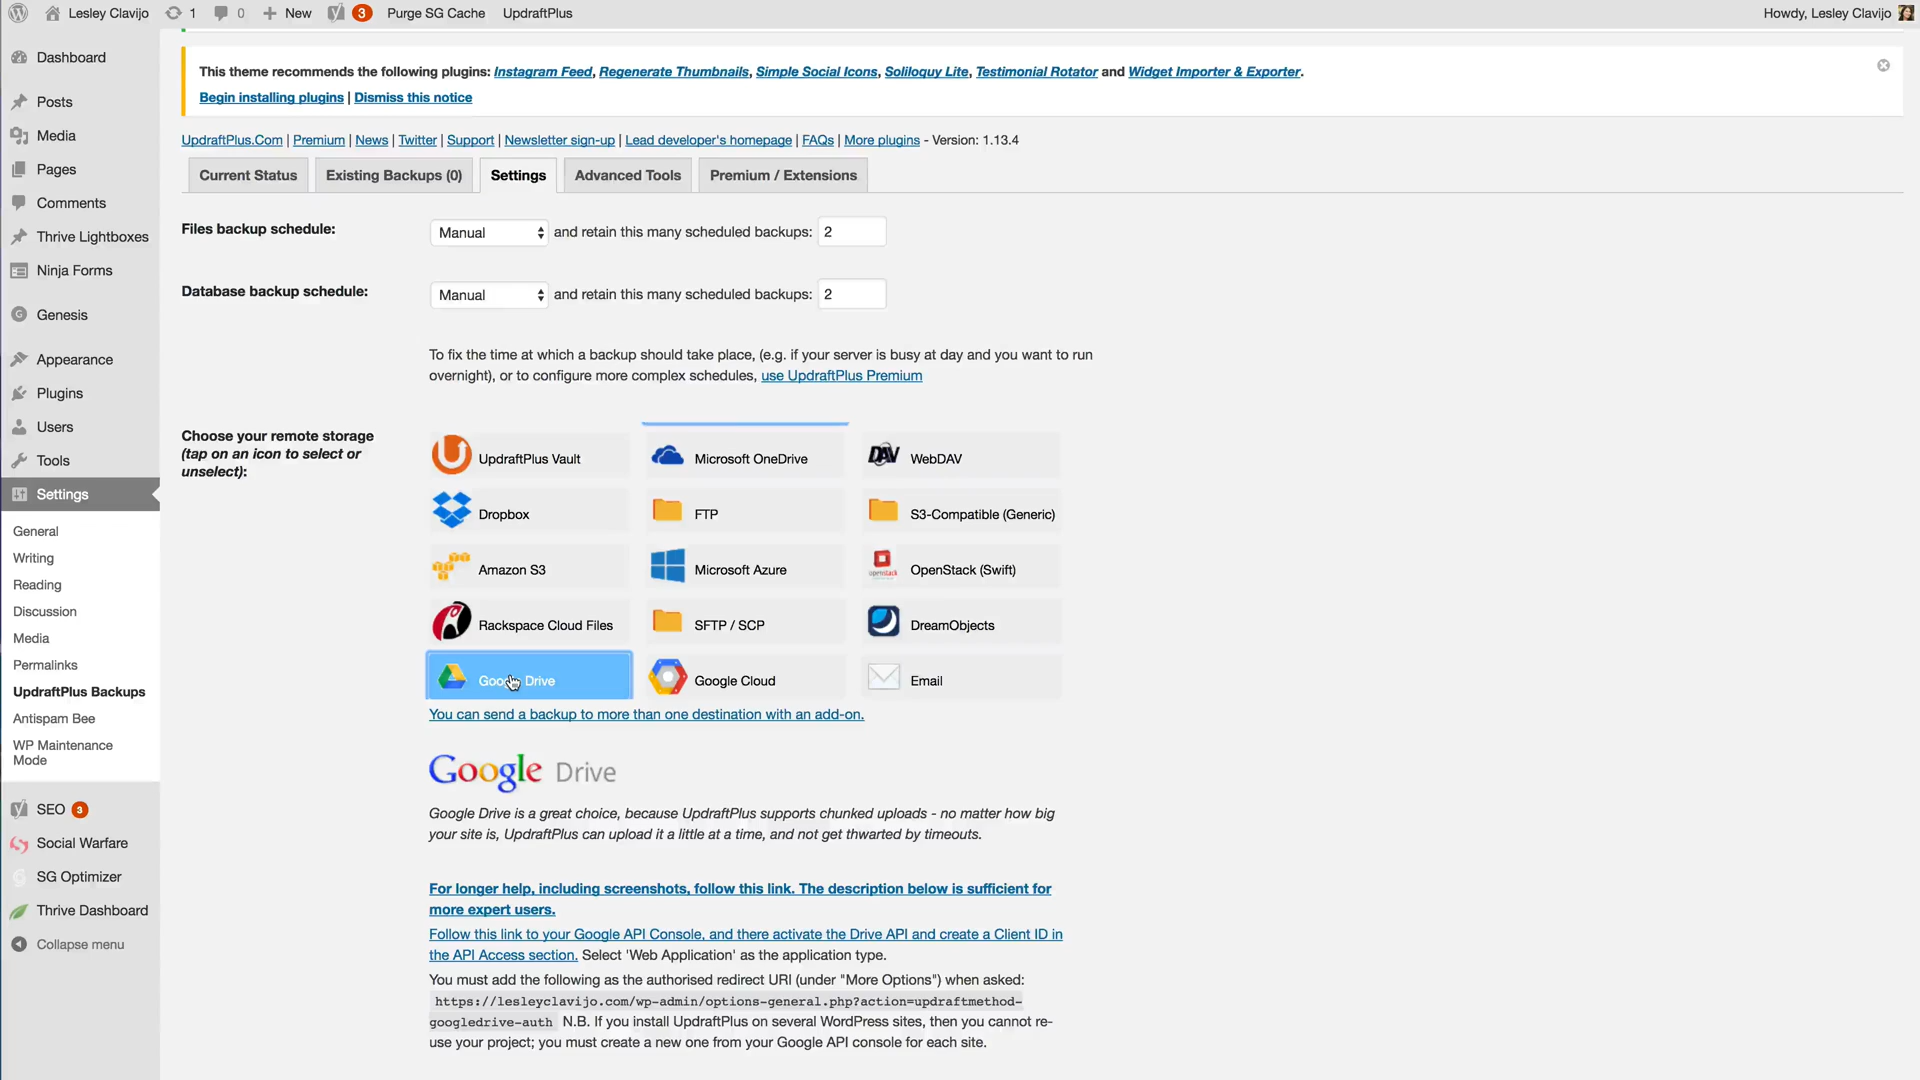 Lesley Clavijo 1 0 New 3 Purge SG Cache UpdraftPlus Howdy, Lesley Clavijo
Dashboard
Posts
Media
Pages
Comments
Thrive Lightboxes
Ninja Forms
Genesis
Appearance
Plugins
Users
Tools
Settings
General
Writing
Reading
Discussion
Media
Permalinks
UpdraftPlus Backups
Antispam Bee
WP Maintenance
Mode
SEO 3
Social Warfare
SG Optimizer
Thrive Dashboard
Collapse menu
This theme recommends the following plugins: Instagram Feed, Regenerate Thumbnails, Simple Social Icons, Soliloquy Lite, Testimonial Rotator and Widget Importer & Exporter.
Begin installing plugins | Dismiss this notice
UpdraftPlus.Com | Premium | News | Twitter | Support | Newsletter sign-up | Lead developer's homepage | FAQs | More plugins - Version: 1.13.4
Current Status Existing Backups (0) Settings Advanced Tools Premium / Extensions
Files backup schedule: Manual and retain this many scheduled backups: 2
Database backup schedule: Manual and retain this many scheduled backups: 2
To fix the time at which a backup should take place, (e.g. if your server is busy at day and you want to run
overnight), or to configure more complex schedules, use UpdraftPlus Premium
Choose your remote storage
(tap on an icon to select or
unselect):
UpdraftPlus Vault Microsoft OneDrive DAV WebDAV
Dropbox FTP S3-Compatible (Generic)
Amazon S3 Microsoft Azure openstack OpenStack (Swift)
Rackspace Cloud Files SFTP / SCP DreamObjects
Google Drive Google Cloud Email
You can send a backup to more than one destination with an add-on.
Google Drive
Google Drive is a great choice, because UpdraftPlus supports chunked uploads - no matter how big
your site is, UpdraftPlus can upload it a little at a time, and not get thwarted by timeouts.
For longer help, including screenshots, follow this link. The description below is sufficient for
more expert users.
Follow this link to your Google API Console, and there activate the Drive API and create a Client ID in
the API Access section. Select 'Web Application' as the application type.
You must add the following as the authorised redirect URI (under "More Options") when asked:
https://lesleyclavijo.com/wp-admin/options-general.php?action=updraftmethod-
googledrive-auth N.B. If you install UpdraftPlus on several WordPress sites, then you cannot re-
use your project; you must create a new one from your Google API console for each site.